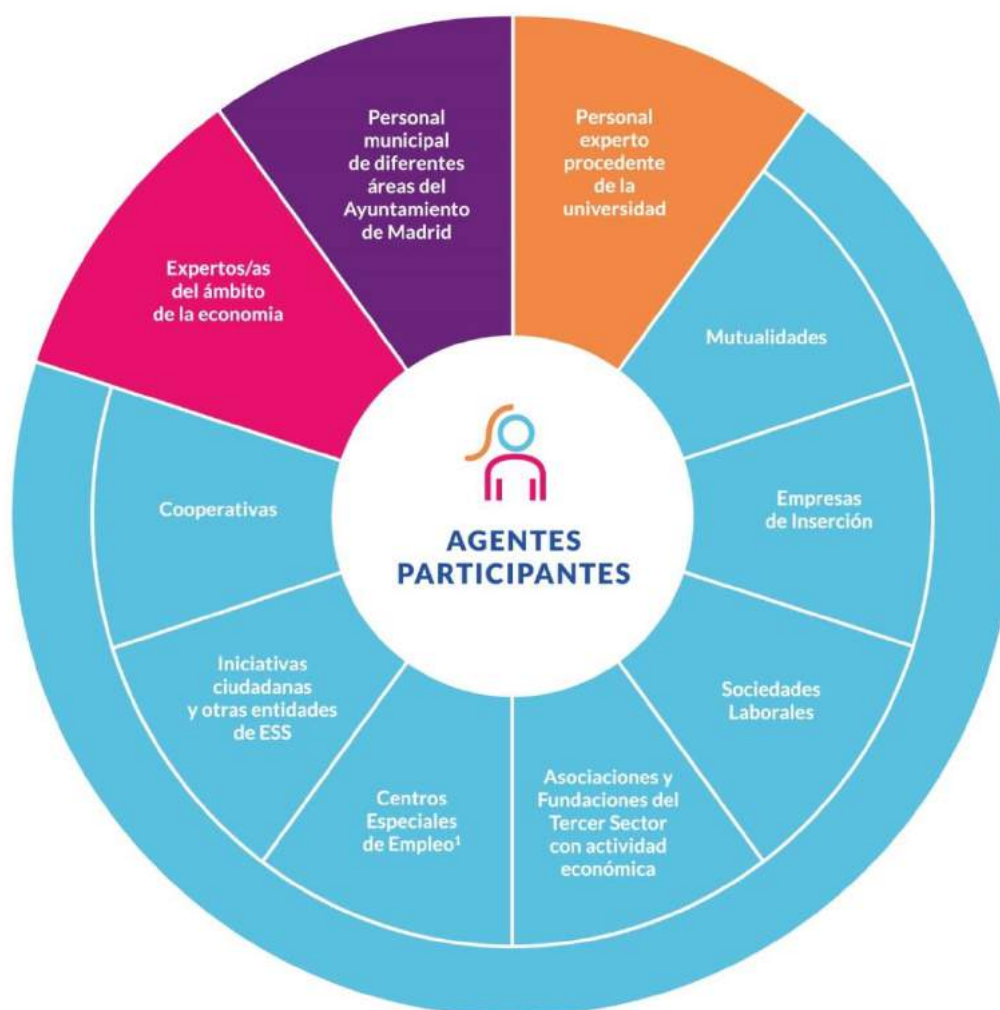 Personal
municipal
de diferentes
áreas del
Ayuntamiento
de Madrid
Personal
experto
procedente
de la
universidad
Expertos/as
del ámbito
de la economia
Mutualidades
Cooperativas
AGENTES
PARTICIPANTES
Empresas
de Inserción
Iniciativas
ciudadanas
y otras entidades
de ESS
Sociedades
Laborales
Centros
Especiales
de Empleo¹
Asociaciones y
Fundaciones del
Tercer Sector
con actividad
económica